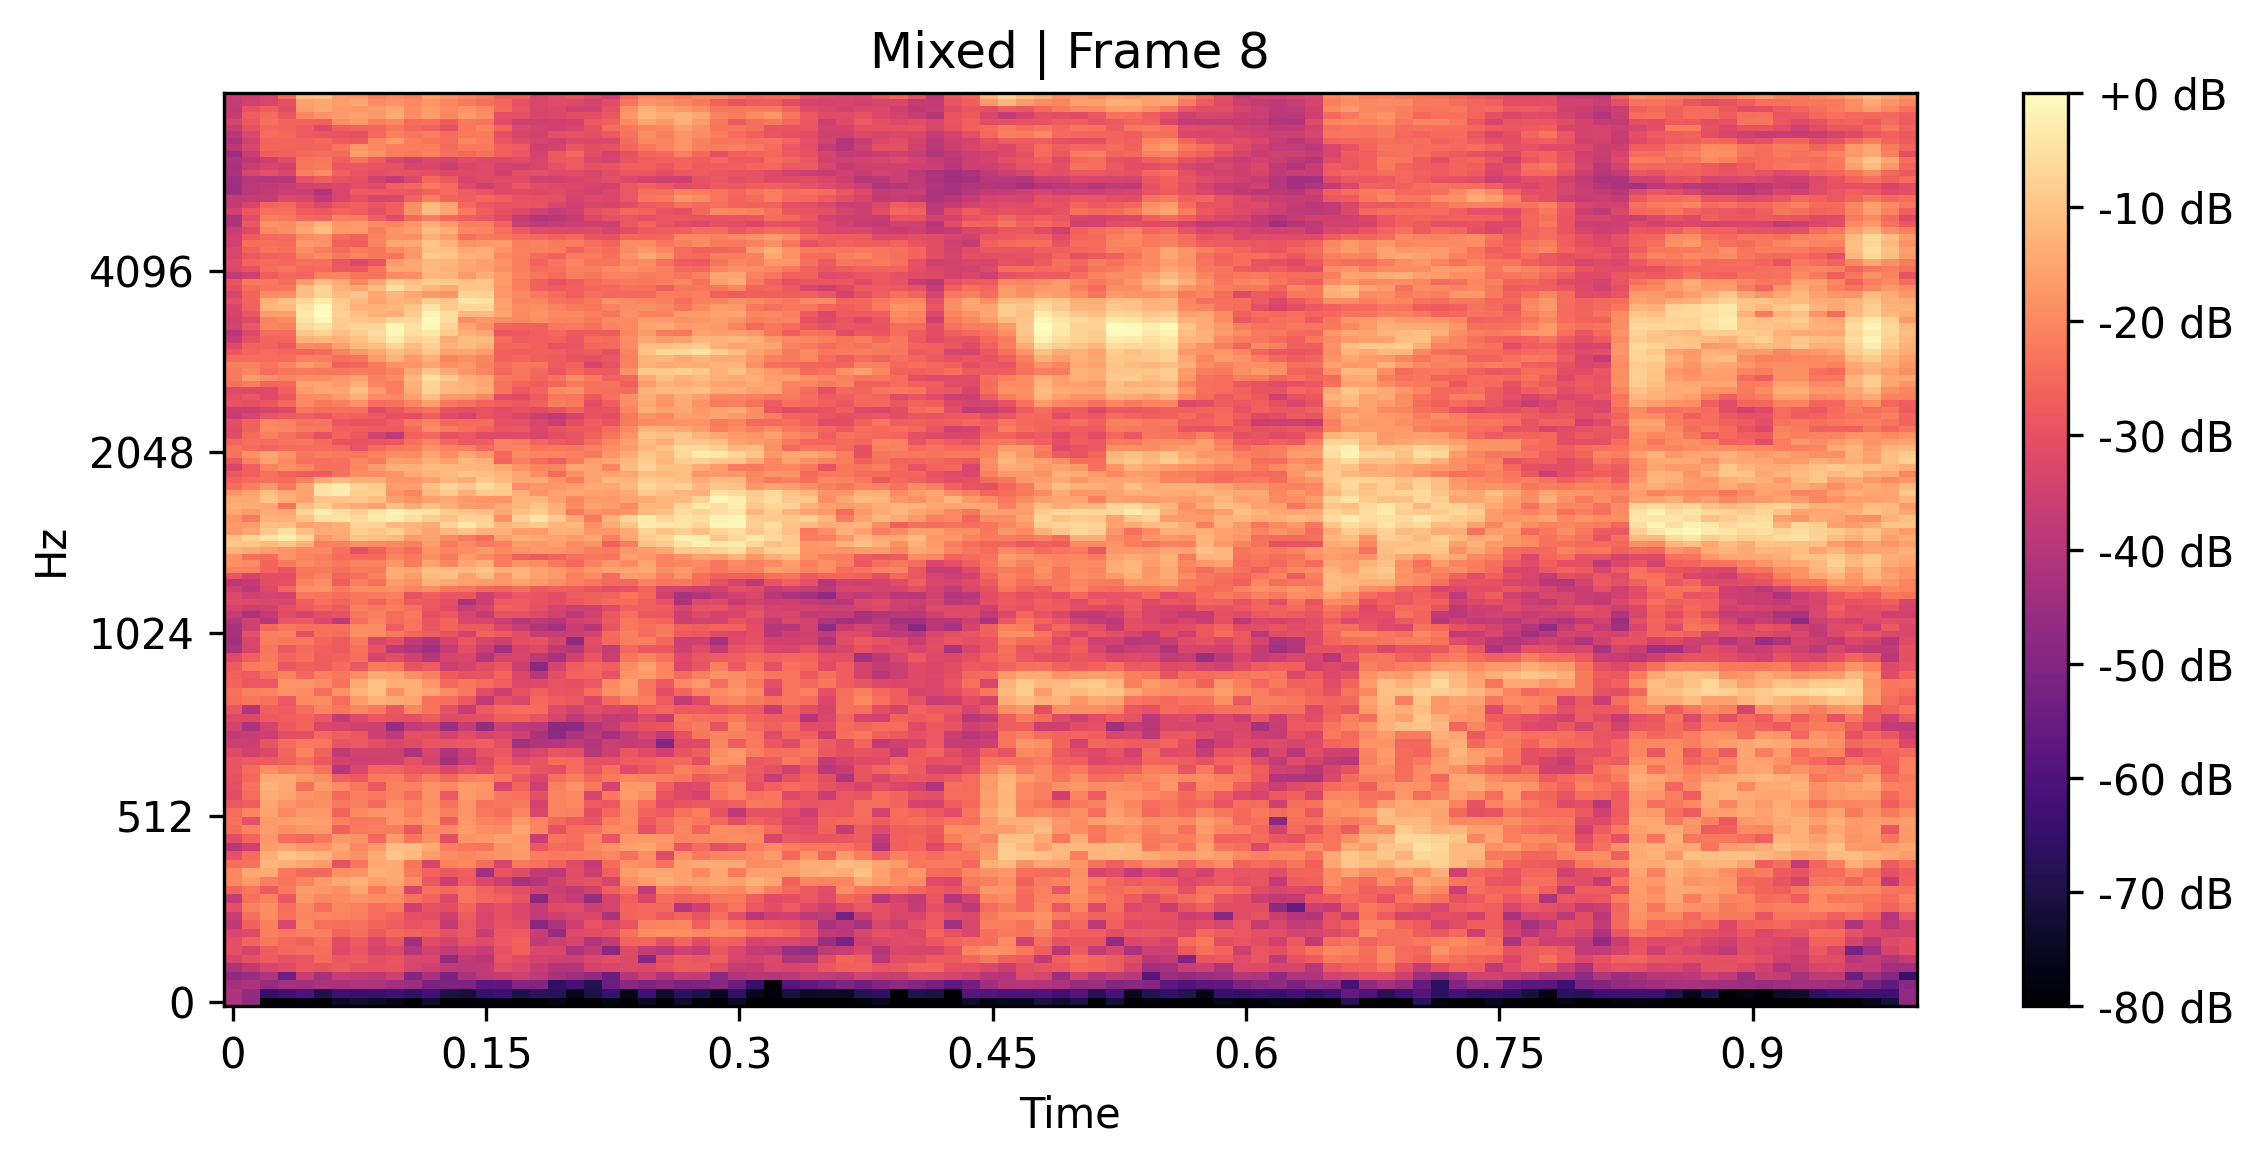 Mixed | Frame 8
Hz
4096
2048
1024
512
0
0 0.15 0.3 0.45 0.6 0.75 0.9
Time
+0 dB
-10 dB
-20 dB
-30 dB
-40 dB
-50 dB
-60 dB
-70 dB
-80 dB